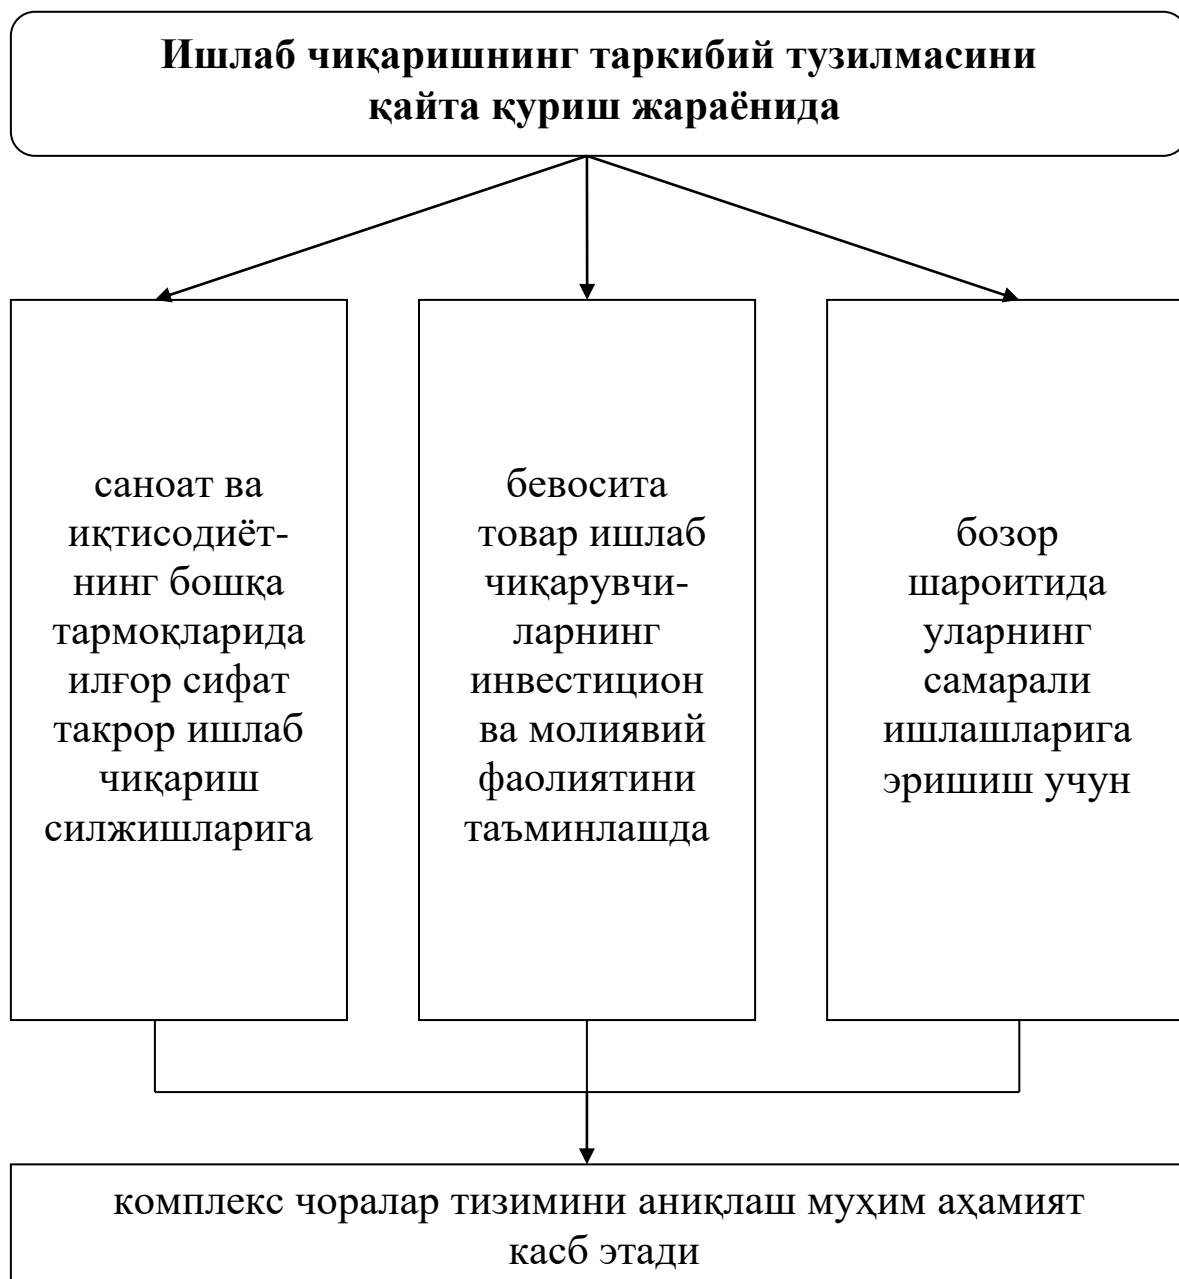 Ишлаб чиқаришнинг таркибий тузилмасини
қайта қуриш жараёнида
саноат ва
иқтисодиёт-
нинг бошқа
тармоқларида
илғор сифат
такрор ишлаб
чиқариш
силжишларига
бевосита
товар ишлаб
чиқарувчи-
ларнинг
инвестицион
ва молиявий
фаолиятини
таъминлашда
бозор
шароитида
уларнинг
самарали
ишлашларига
эришиш учун
комплекс чоралар тизимини аниқлаш муҳим аҳамият
касб этади